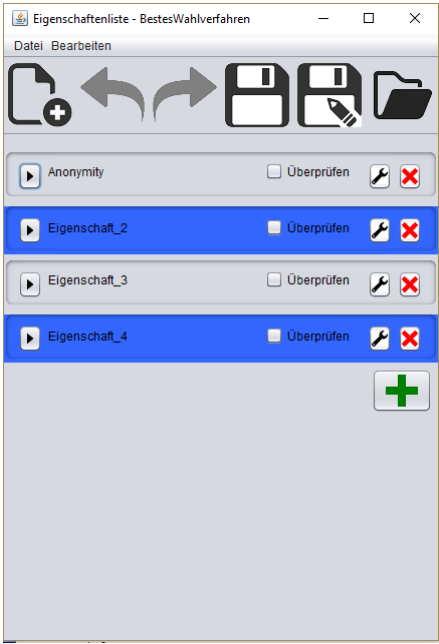 Eigenschaftenliste - BestesWahlverfahren
Datei Bearbeiten
Anonymity Überprüfen
Eigenschaft_2 Überprüfen
Eigenschaft_3 Überprüfen
Eigenschaft_4 Überprüfen